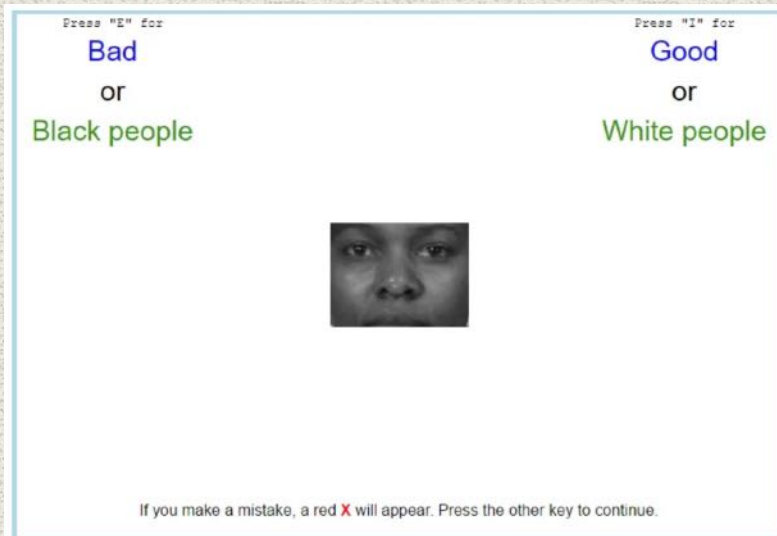 Press "E" for
Bad
or
Black people
Press "I" for
Good
or
White people
If you make a mistake, a red X will appear. Press the other key to continue.